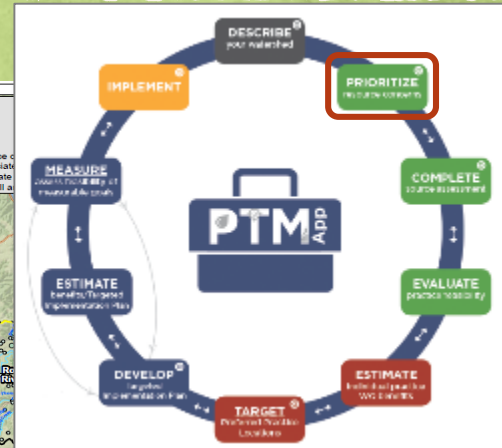 DESCRIBE
your watershed
PRIORITIZE
resource concerns
COMPLETE
source assessment
EVALUATE
practice feasibility
ESTIMATE
Individual practice
WQ benefits
TARGET
Preferred Practice
Locations
DEVELOP
Targeted
Implementation Plan
ESTIMATE
benefits/Targeted
Implementation Plan
MEASURE
assess feasibility of
measurable goals
IMPLEMENT
PTM
App